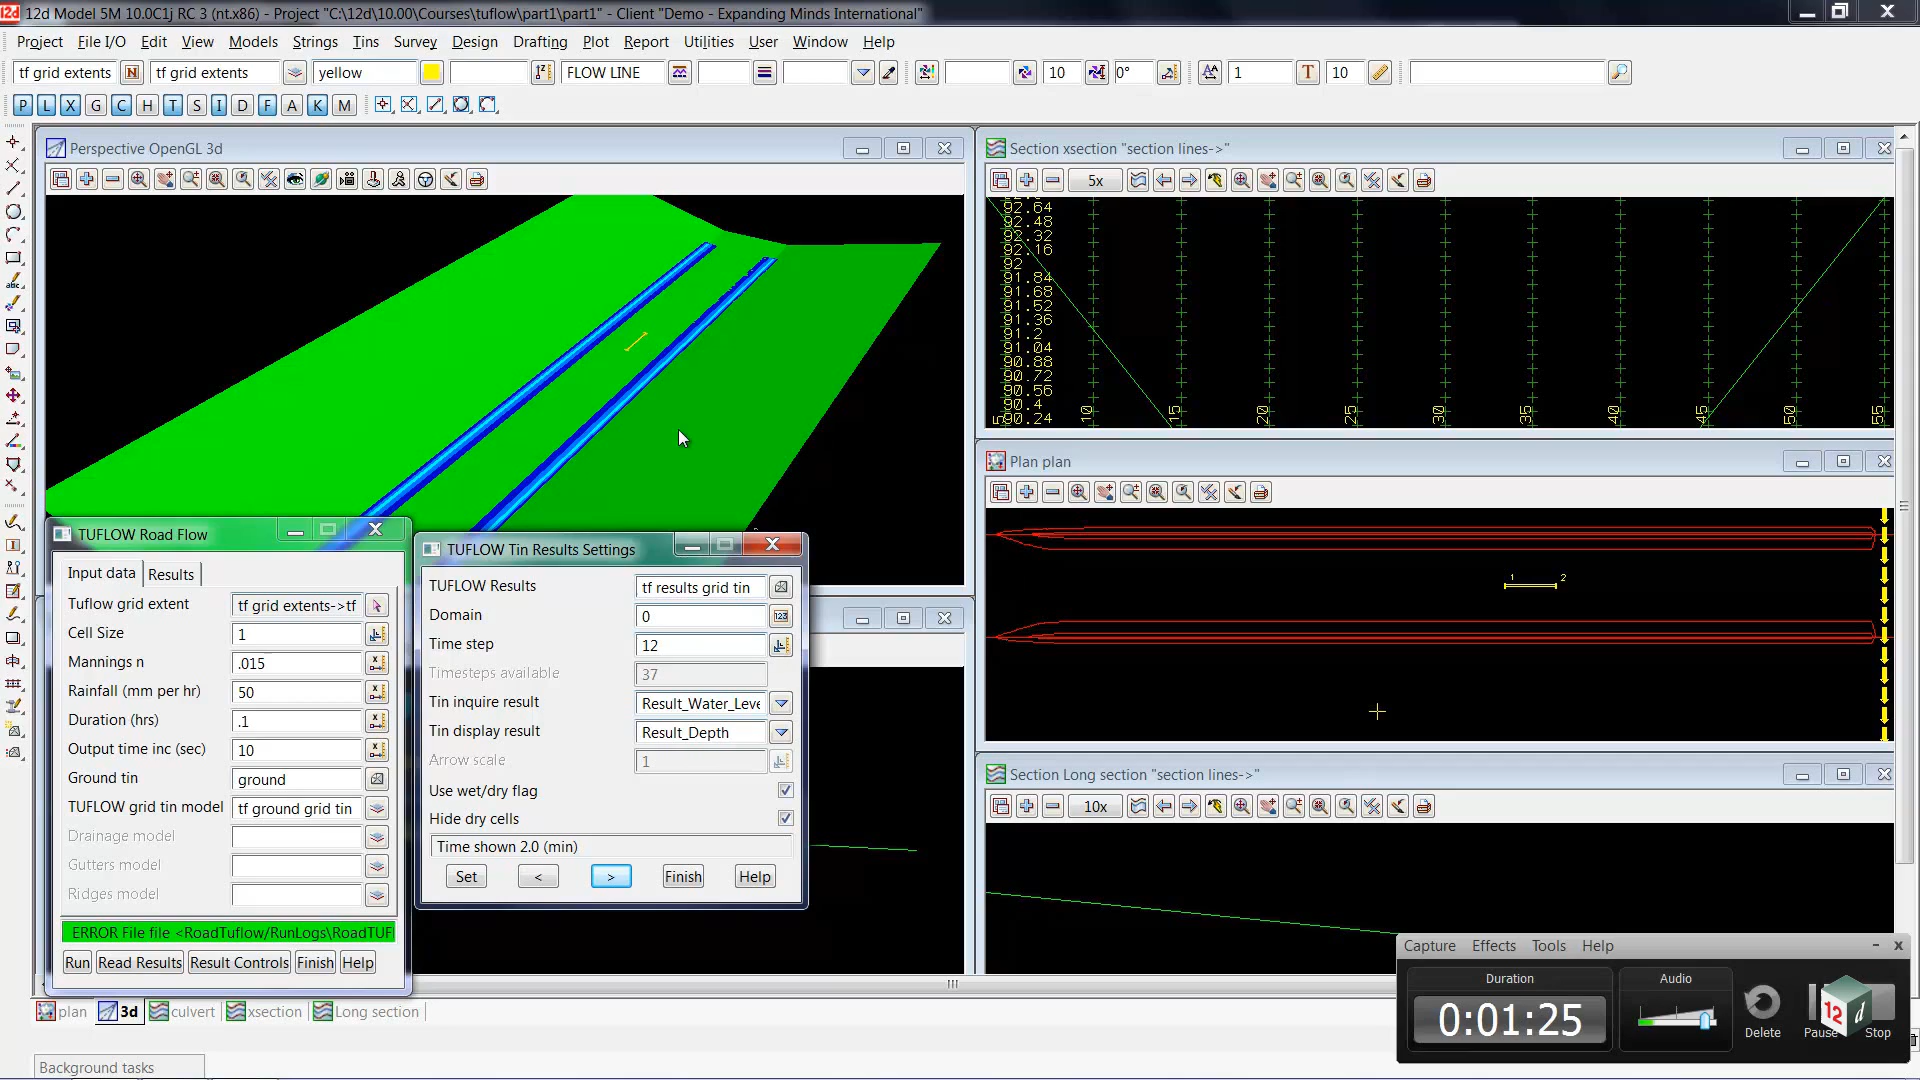 12d Model 5M 10.0C1j RC 3 (nt.x86) - Project "C:\12d\10.00\Courses\tuflow\part1\part1" - Client "Demo - Expanding Minds International"
Project File I/O Edit View Models Strings Tins Survey Design Drafting Plot Report Utilities User Window Help
tf grid extents N tf grid extents yellow FLOW LINE 10 0° 1 T 10
P L X G C H T S I D F A K M
Perspective OpenGL 3d
Section xsection "section lines->"
5x
92.64
92.48
92.32
92.16
92
91.84
91.68
91.52
91.36
91.2
91.04
90.88
90.72
90.56
90.4
90.24
5 10 15 20 25 30 35 40 45 50 55
Plan plan
1 2
Section Long section "section lines->"
10x
TUFLOW Road Flow
Input data Results
Tuflow grid extent tf grid extents->tf
Cell Size 1
Mannings n .015
Rainfall (mm per hr) 50
Duration (hrs) .1
Output time inc (sec) 10
Ground tin ground
TUFLOW grid tin model tf ground grid tin
Drainage model
Gutters model
Ridges model
ERROR File file <RoadTuflow/RunLogs\RoadTUF
Run Read Results Result Controls Finish Help
TUFLOW Tin Results Settings
TUFLOW Results tf results grid tin
Domain 0
Time step 12
Timesteps available 37
Tin inquire result Result_Water_Leve
Tin display result Result_Depth
Arrow scale 1
Use wet/dry flag
Hide dry cells
Time shown 2.0 (min)
Set < > Finish Help
plan 3d culvert xsection Long section
Background tasks
Capture Effects Tools Help
Duration
0:01:25
Audio
Delete
Pause
12 d
Stop